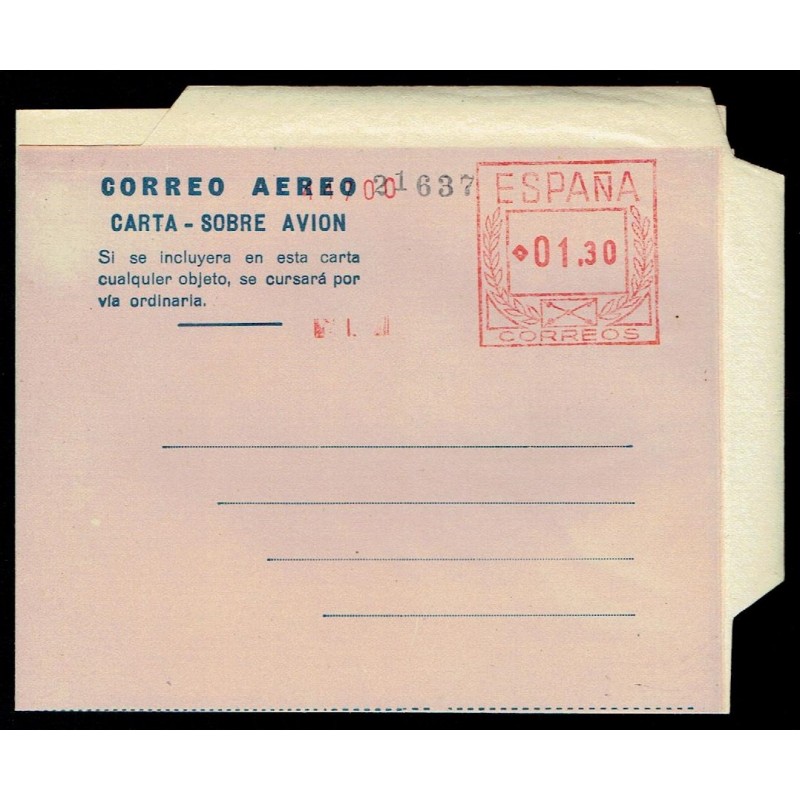 CORREO AEREO 21637
CARTA - SOBRE AVION
Si se incluyera en esta carta
cualquier objeto, se cursará por
vía ordinaria.
ESPAÑA
01.30
CORREOS